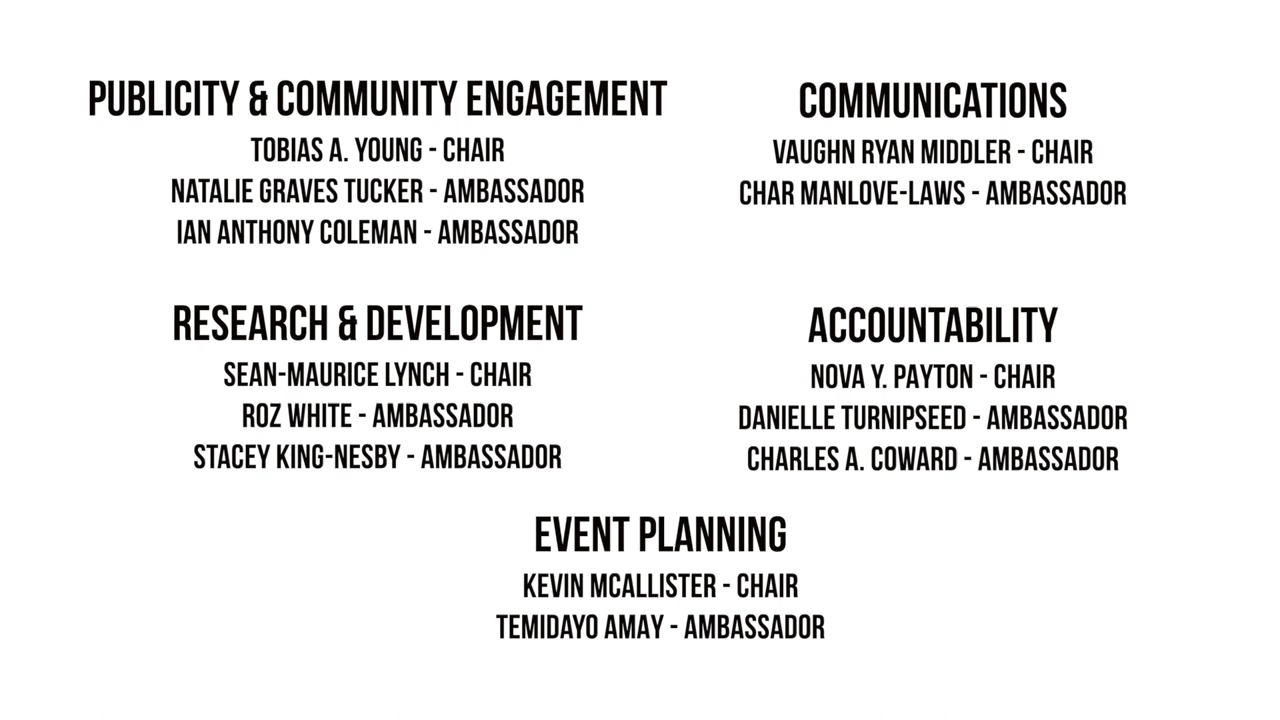 PUBLICITY & COMMUNITY ENGAGEMENT
TOBIAS A. YOUNG - CHAIR
NATALIE GRAVES TUCKER - AMBASSADOR
IAN ANTHONY COLEMAN - AMBASSADOR
COMMUNICATIONS
VAUGHN RYAN MIDDLER - CHAIR
CHAR MANLOVE-LAWS - AMBASSADOR
RESEARCH & DEVELOPMENT
SEAN-MAURICE LYNCH - CHAIR
ROZ WHITE - AMBASSADOR
STACEY KING-NESBY - AMBASSADOR
ACCOUNTABILITY
NOVA Y. PAYTON - CHAIR
DANIELLE TURNIPSEED - AMBASSADOR
CHARLES A. COWARD - AMBASSADOR
EVENT PLANNING
KEVIN MCALLISTER - CHAIR
TEMIDAYO AMAY - AMBASSADOR